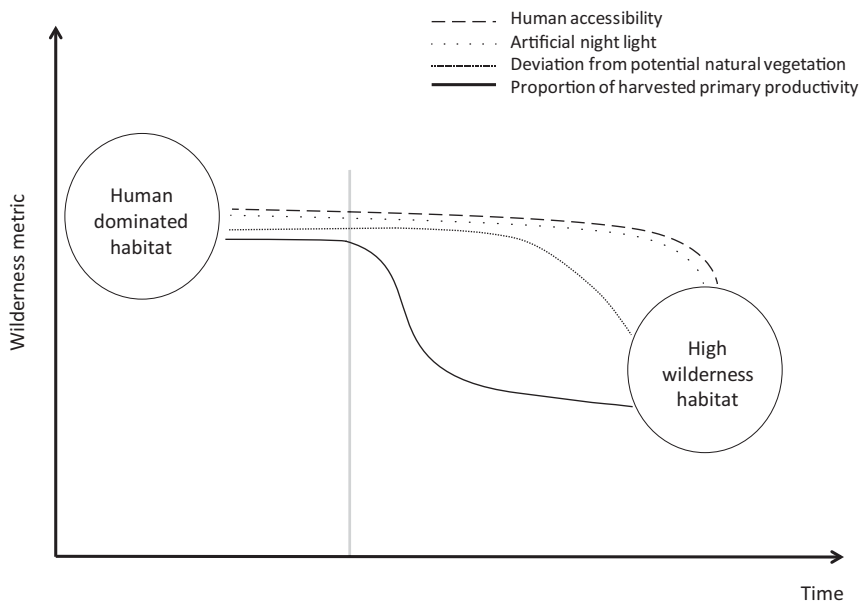 Human accessibility
Artificial night light
Deviation from potential natural vegetation
Proportion of harvested primary productivity
Wilderness metric
Human
dominated
habitat
High
wilderness
habitat
Time